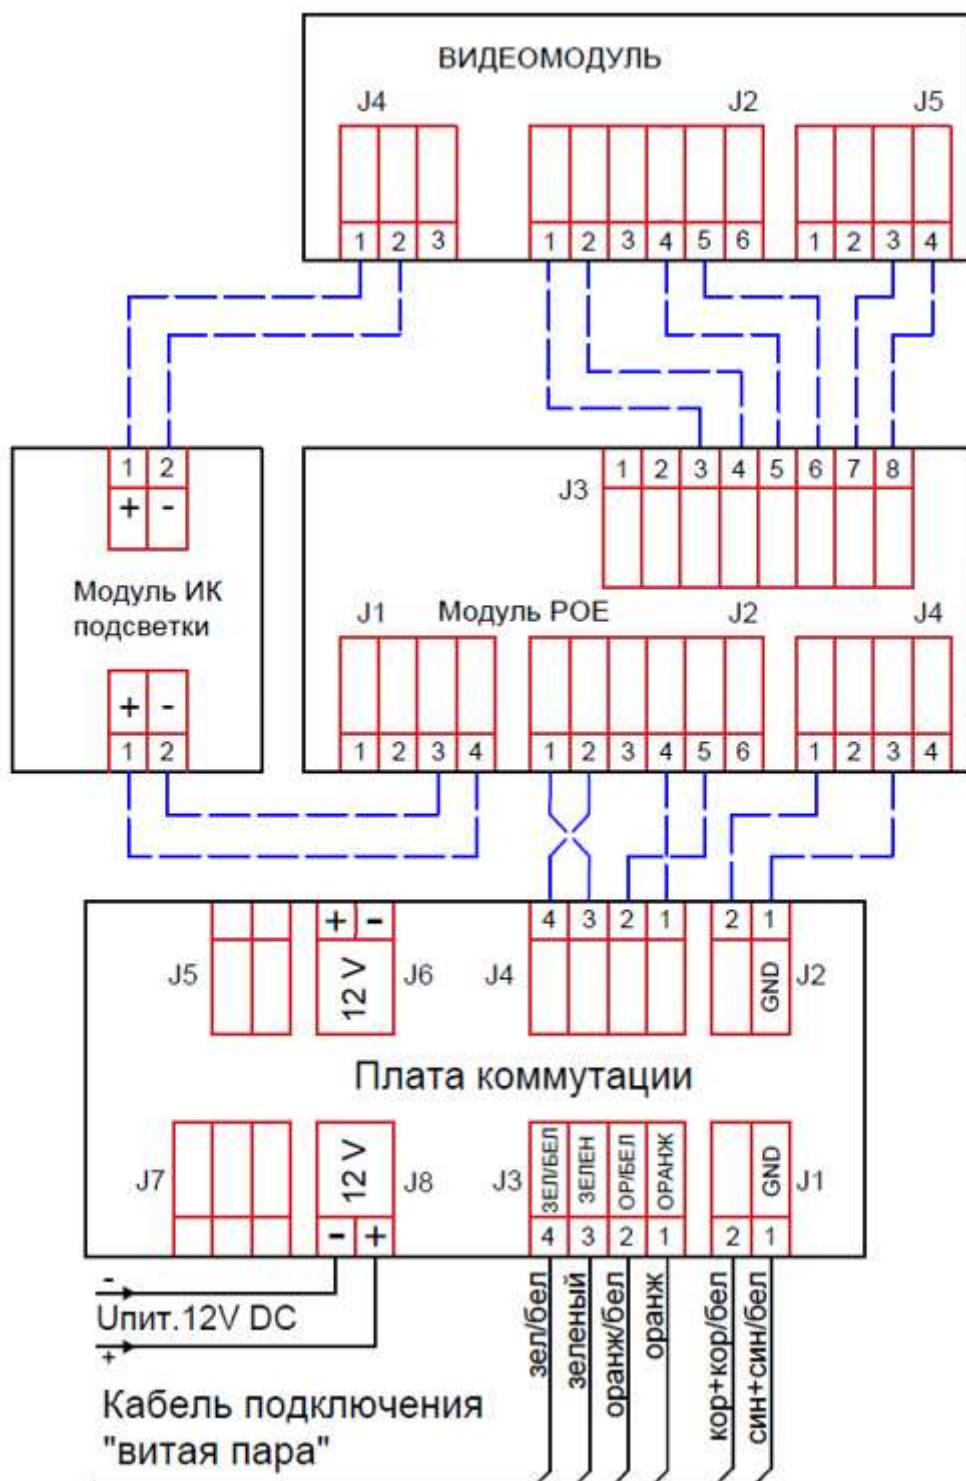 ВИДЕОМОДУЛЬ
J4 J2 J5
1 2 3 1 2 3 4 5 6 1 2 3 4
1 2 1 2 3 4 5 6 7 8
+ - J3
Модуль ИК
подсветки
J1 Модуль POE J2 J4
+ -
1 2 1 2 3 4 1 2 3 4 5 6 1 2 3 4
+ - 4 3 2 1 2 1
J5 12 V J6 J4 GND J2
Плата коммутации
J7 12 V J8 J3 ЗЕЛ/БЕЛ ЗЕЛЕН ОР/БЕЛ ОРАНЖ GND J1
- + 4 3 2 1 2 1
-
Uпит.12V DC
+
зел/бел зеленый оранж/бел оранж кор+кор/бел син+син/бел
Кабель подключения
"витая пара"